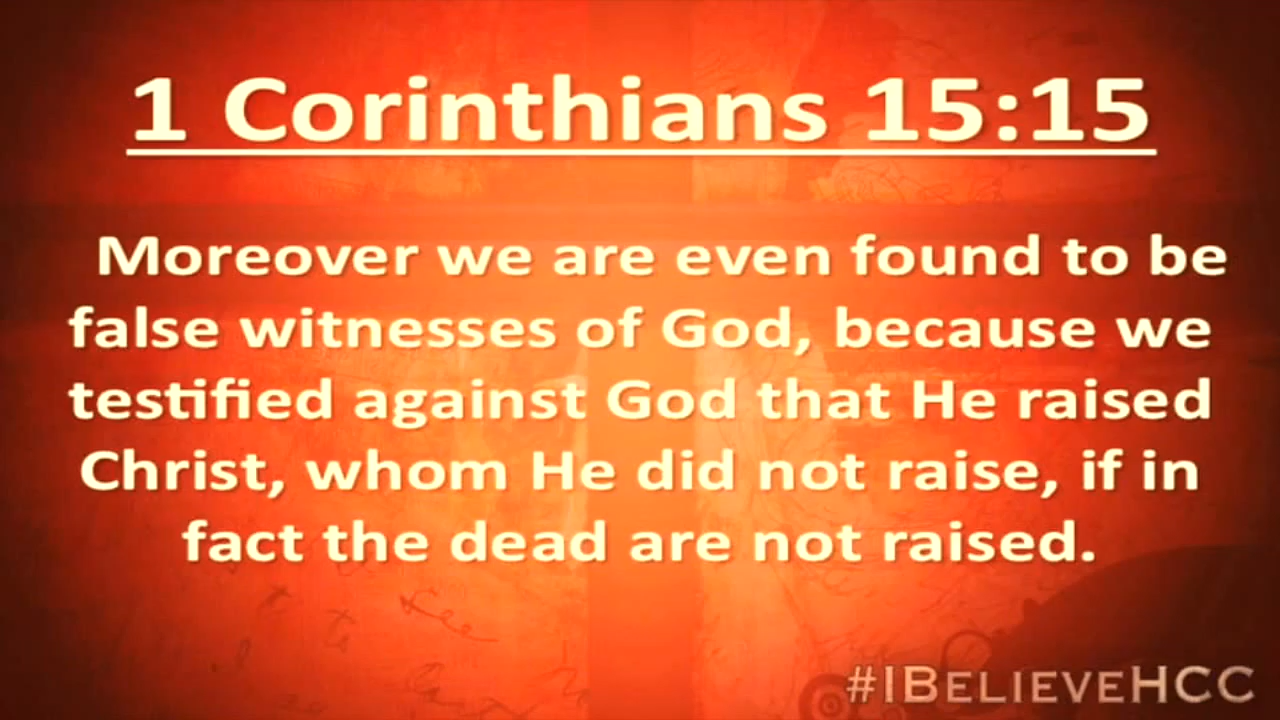 1 Corinthians 15:15
Moreover we are even found to be
false witnesses of God, because we
testified against God that He raised
Christ, whom He did not raise, if in
fact the dead are not raised.
#IBELIEVEHCC